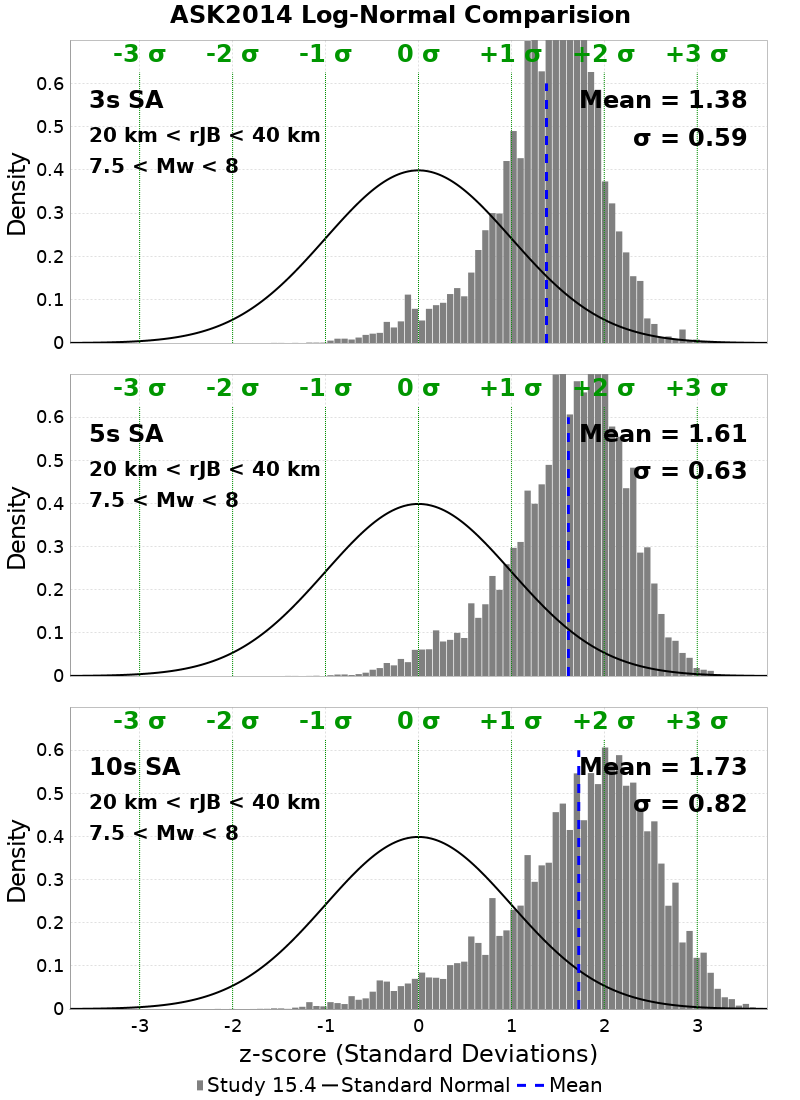 ASK2014 Log-Normal Comparision
-3 σ -2 σ -1 σ 0 σ +1 σ +2 σ +3 σ
0.6
3s SA
Mean = 1.38
0.5
20 km < rJB < 40 km
σ = 0.59
0.4
7.5 < Mw < 8
0.3
0.2
0.1
0
Density
-3 σ -2 σ -1 σ 0 σ +1 σ +2 σ +3 σ
0.6
5s SA
Mean = 1.61
0.5
20 km < rJB < 40 km
σ = 0.63
0.4
7.5 < Mw < 8
0.3
0.2
0.1
0
Density
-3 σ -2 σ -1 σ 0 σ +1 σ +2 σ +3 σ
0.6
10s SA
Mean = 1.73
0.5
20 km < rJB < 40 km
σ = 0.82
0.4
7.5 < Mw < 8
0.3
0.2
0.1
0
Density
-3 -2 -1 0 1 2 3
z-score (Standard Deviations)
Study 15.4 Standard Normal Mean